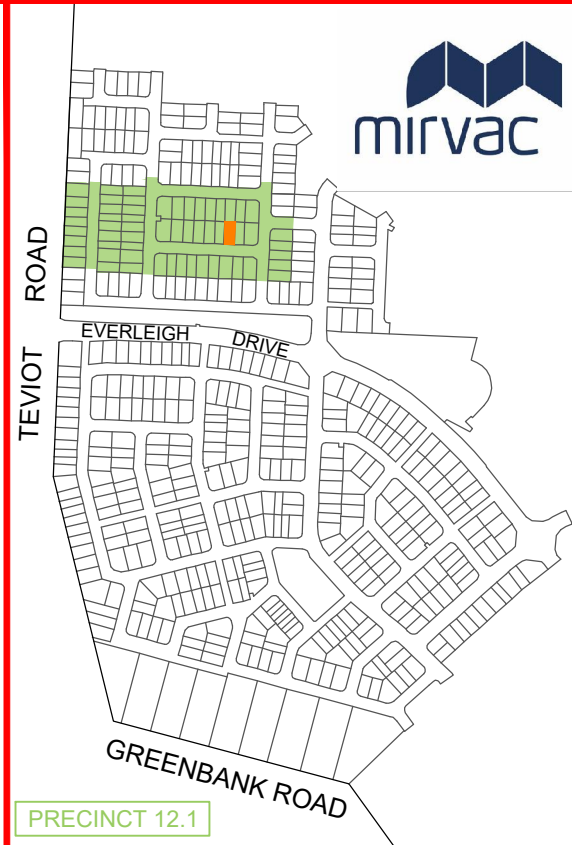 mirvac
TEVIOT ROAD
EVERLEIGH DRIVE
GREENBANK ROAD
PRECINCT 12.1